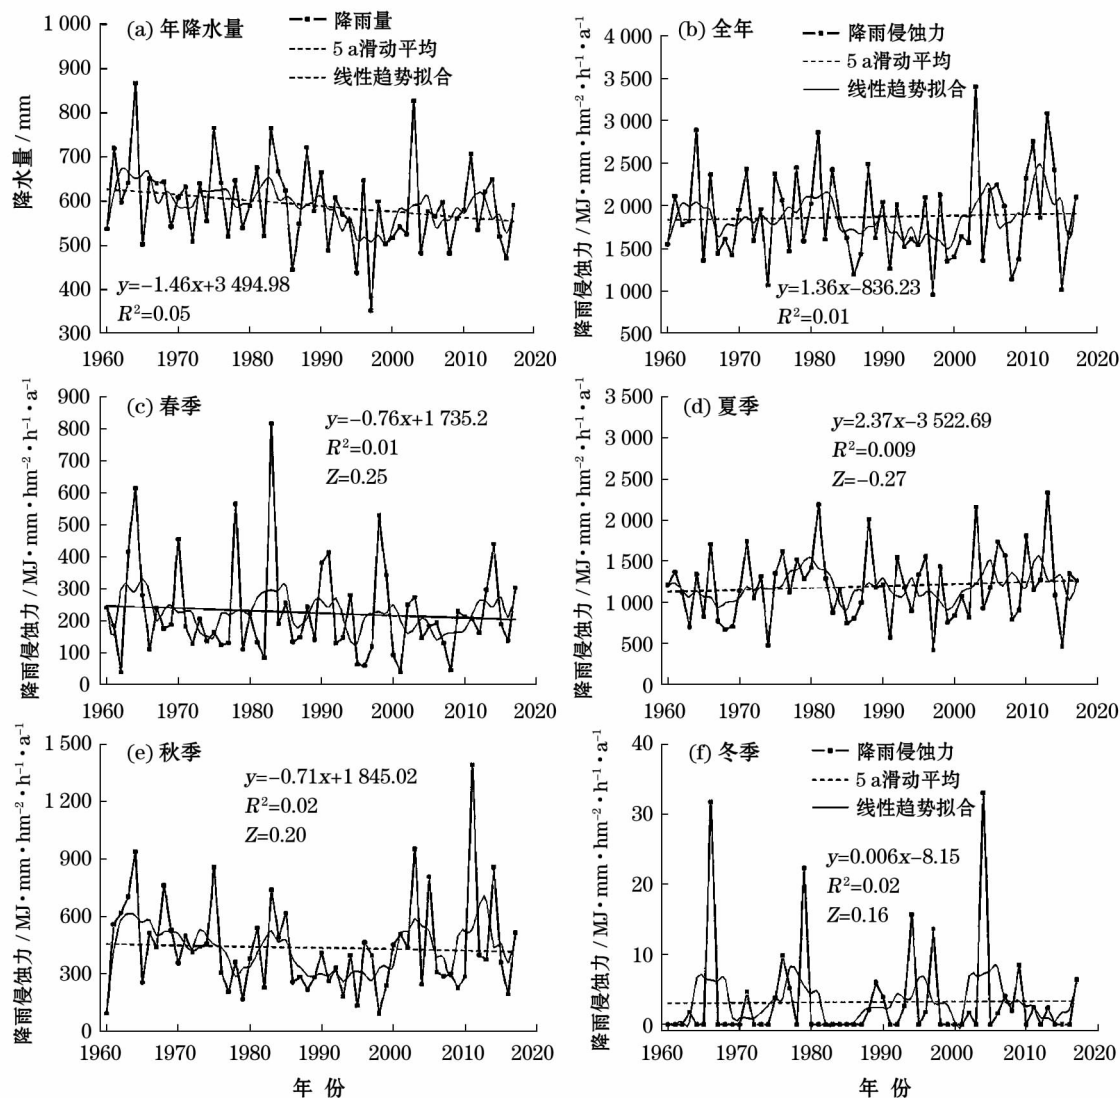 (a) 年降水量
降雨量
5 a滑动平均
线性趋势拟合
降水量 / mm
1 000
900
800
700
600
500
400
300
y=−1.46x+3 494.98
R²=0.05
1960 1970 1980 1990 2000 2010 2020
(b) 全年
降雨侵蚀力
5 a滑动平均
线性趋势拟合
降雨侵蚀力 / MJ·mm·hm⁻²·h⁻¹·a⁻¹
4 000
3 500
3 000
2 500
2 000
1 500
1 000
500
y=1.36x−836.23
R²=0.01
1960 1970 1980 1990 2000 2010 2020
(c) 春季
y=−0.76x+1 735.2
R²=0.01
Z=0.25
降雨侵蚀力 / MJ·mm·hm⁻²·h⁻¹·a⁻¹
900
800
700
600
500
400
300
200
100
0
1960 1970 1980 1990 2000 2010 2020
(d) 夏季
y=2.37x−3 522.69
R²=0.009
Z=−0.27
降雨侵蚀力 / MJ·mm·hm⁻²·h⁻¹·a⁻¹
3 500
3 000
2 500
2 000
1 500
1 000
500
0
1960 1970 1980 1990 2000 2010 2020
(e) 秋季
y=−0.71x+1 845.02
R²=0.02
Z=0.20
降雨侵蚀力 / MJ·mm·hm⁻²·h⁻¹·a⁻¹
1 500
1 200
900
600
300
0
1960 1970 1980 1990 2000 2010 2020
年 份
(f) 冬季
降雨侵蚀力
5 a滑动平均
线性趋势拟合
y=0.006x−8.15
R²=0.02
Z=0.16
降雨侵蚀力 / MJ·mm·hm⁻²·h⁻¹·a⁻¹
40
30
20
10
0
1960 1970 1980 1990 2000 2010 2020
年 份